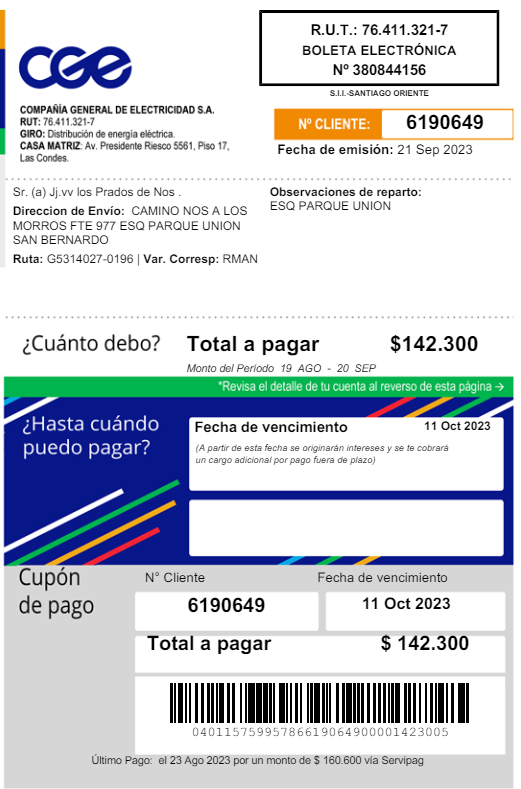 R.U.T.: 76.411.321-7
BOLETA ELECTRÓNICA
Nº 380844156
S.I.I.-SANTIAGO ORIENTE
cge
COMPAÑÍA GENERAL DE ELECTRICIDAD S.A.
RUT: 76.411.321-7
GIRO: Distribución de energía eléctrica.
CASA MATRIZ: Av. Presidente Riesco 5561, Piso 17,
Las Condes.
Nº CLIENTE: 6190649
Fecha de emisión: 21 Sep 2023
Sr. (a) Jj.vv los Prados de Nos .
Direccion de Envío: CAMINO NOS A LOS
MORROS FTE 977 ESQ PARQUE UNION
SAN BERNARDO
Ruta: G5314027-0196 | Var. Corresp: RMAN
Observaciones de reparto:
ESQ PARQUE UNION
¿Cuánto debo? Total a pagar $142.300
Monto del Periodo 19 AGO - 20 SEP
*Revisa el detalle de tu cuenta al reverso de esta página →
¿Hasta cuándo
puedo pagar?
Fecha de vencimiento 11 Oct 2023
(A partir de esta fecha se originarán intereses y se te cobrará
un cargo adicional por pago fuera de plazo)
Cupón
de pago
N° Cliente Fecha de vencimiento
6190649 11 Oct 2023
Total a pagar $ 142.300
04011575995786619064900001423005
Último Pago: el 23 Ago 2023 por un monto de $ 160.600 vía Servipag